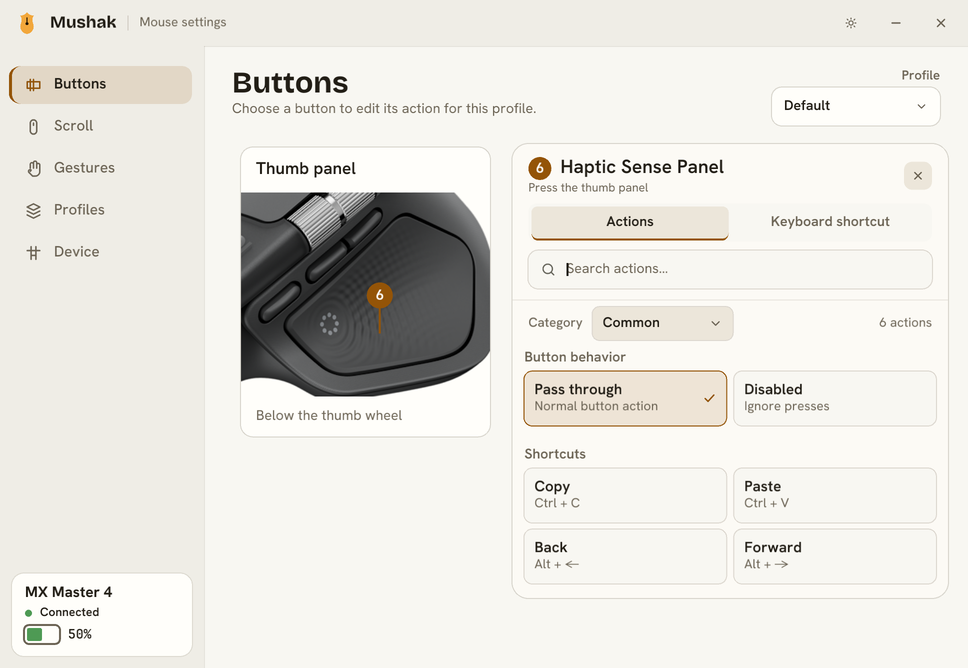 Mushak
Mouse settings
Buttons
Scroll
Gestures
Profiles
Device
MX Master 4
Connected
50%
Buttons
Choose a button to edit its action for this profile.
Profile
Default
Thumb panel
6
Below the thumb wheel
6 Haptic Sense Panel
Press the thumb panel
Actions
Keyboard shortcut
Search actions...
Category
Common
6 actions
Button behavior
Pass through
Normal button action
Disabled
Ignore presses
Shortcuts
Copy
Ctrl + C
Paste
Ctrl + V
Back
Alt + ←
Forward
Alt + →